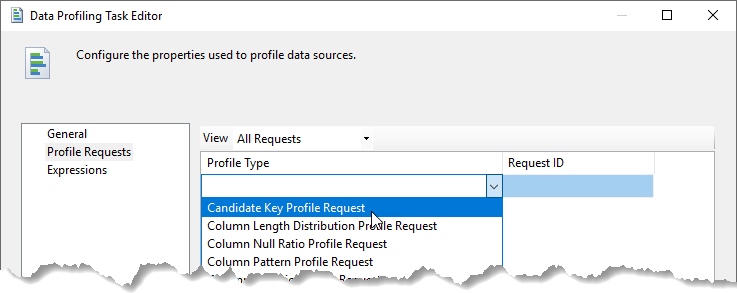 Data Profiling Task Editor
Configure the properties used to profile data sources.
General
Profile Requests
Expressions
View All Requests
Profile Type Request ID
Candidate Key Profile Request
Column Length Distribution Profile Request
Column Null Ratio Profile Request
Column Pattern Profile Request